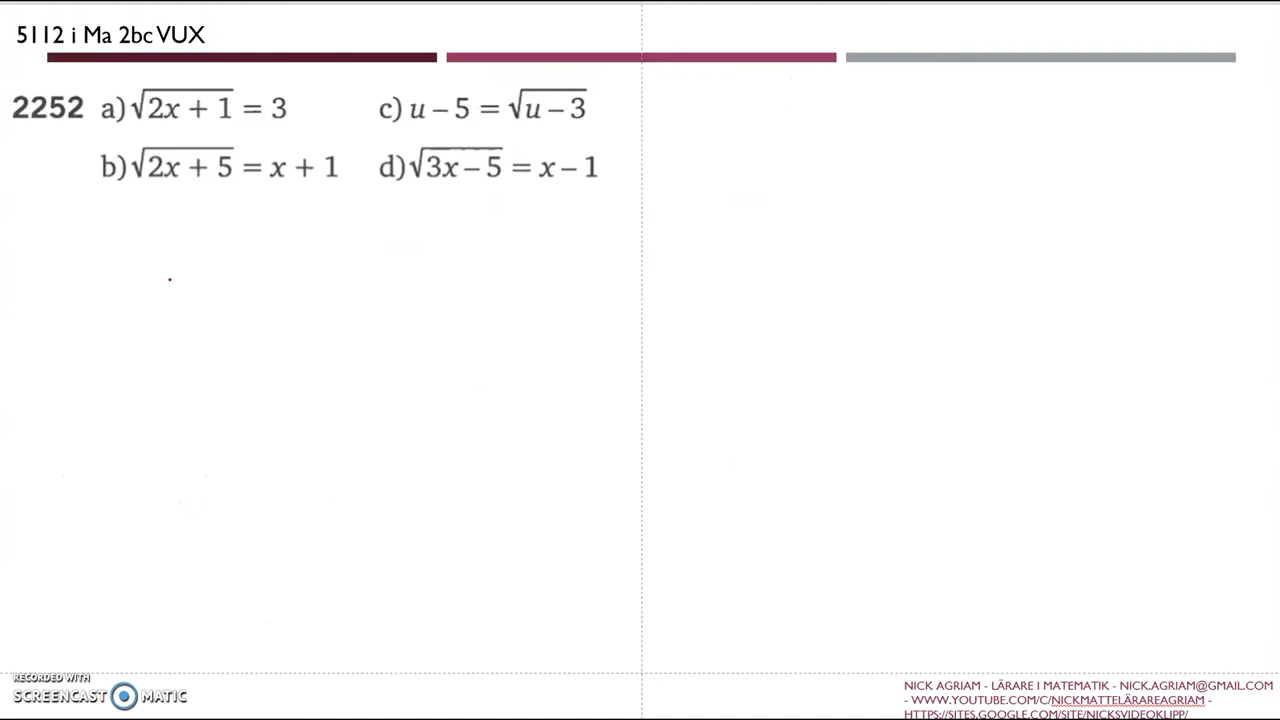 5112 i Ma 2bc VUX
2252 a) √(2x + 1) = 3 c) u – 5 = √(u – 3)
b) √(2x + 5) = x + 1 d) √(3x – 5) = x – 1
RECORDED WITH
SCREENCAST MATIC
NICK AGRIAM - LÄRARE I MATEMATIK - NICK.AGRIAM@GMAIL.COM
- WWW.YOUTUBE.COM/C/NICKMATTELÄRAREAGRIAM -
HTTPS://SITES.GOOGLE.COM/SITE/NICKSVIDEOKLIPP/